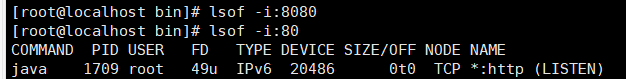 [root@localhost bin]# lsof -i:8080
[root@localhost bin]# lsof -i:80
COMMAND  PID USER   FD   TYPE DEVICE SIZE/OFF NODE NAME
java    1709 root   49u  IPv6  20486      0t0  TCP *:http (LISTEN)